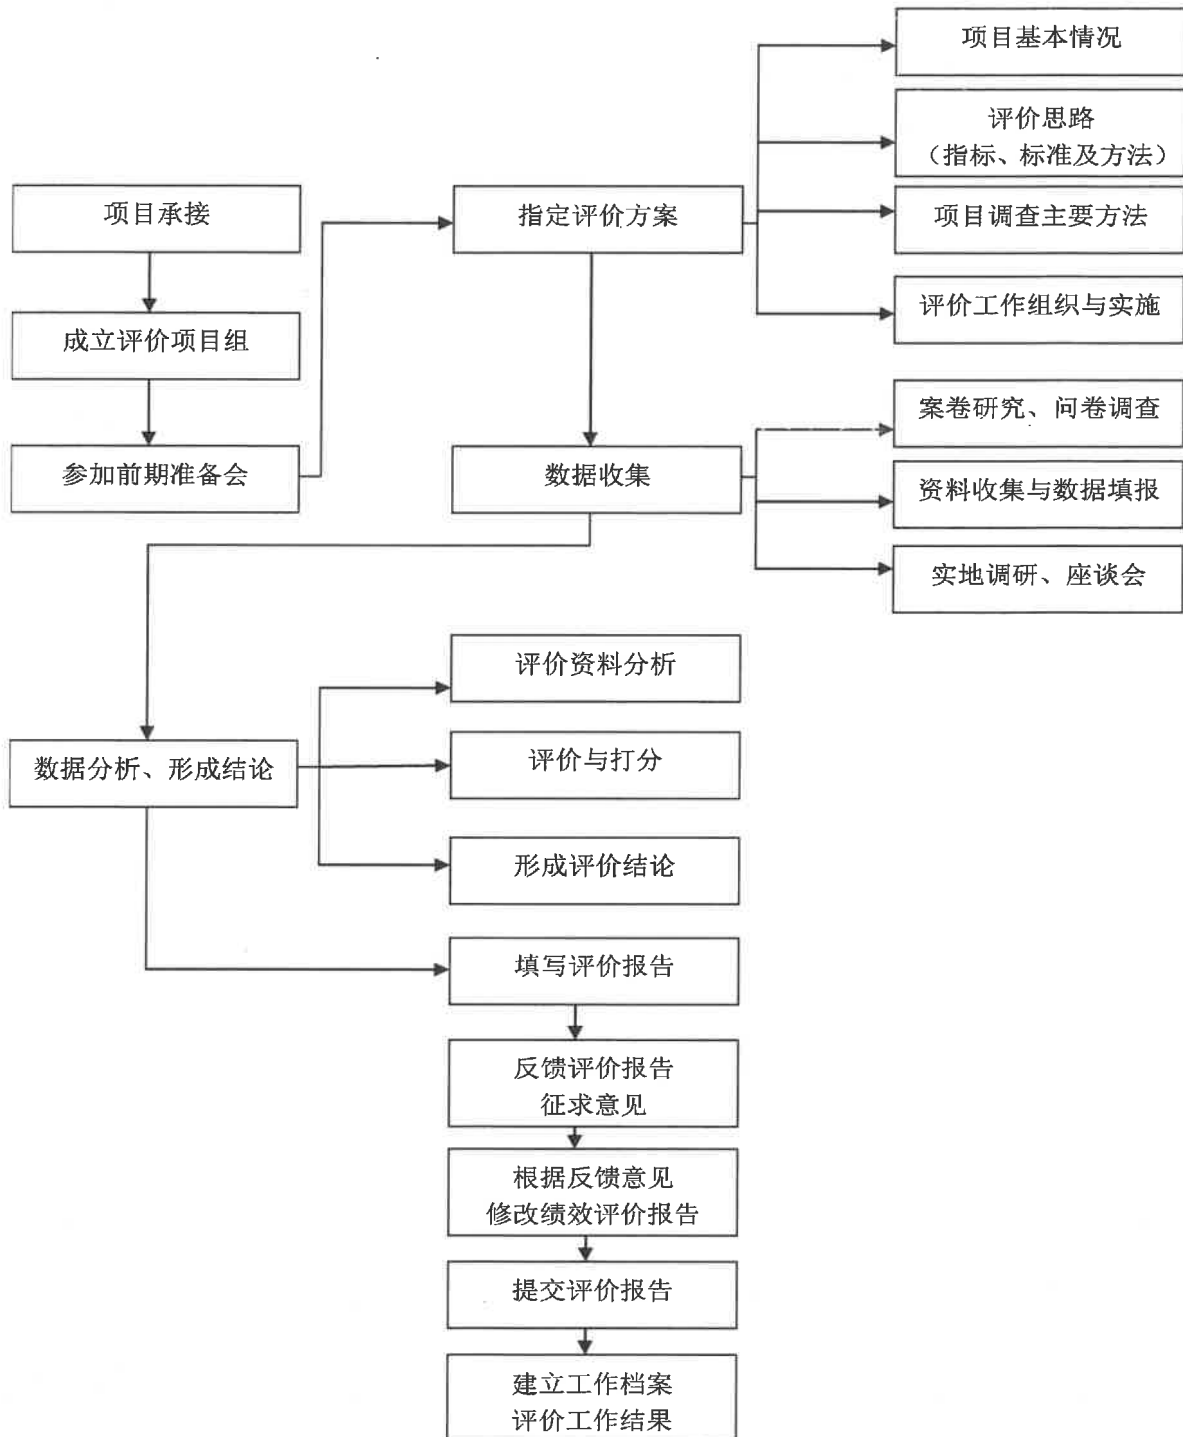 项目基本情况
评价思路
（指标、标准及方法）
项目承接
指定评价方案
项目调查主要方法
评价工作组织与实施
成立评价项目组
案卷研究、问卷调查
参加前期准备会
数据收集
资料收集与数据填报
实地调研、座谈会
评价资料分析
数据分析、形成结论
评价与打分
形成评价结论
填写评价报告
反馈评价报告
征求意见
根据反馈意见
修改绩效评价报告
提交评价报告
建立工作档案
评价工作结果